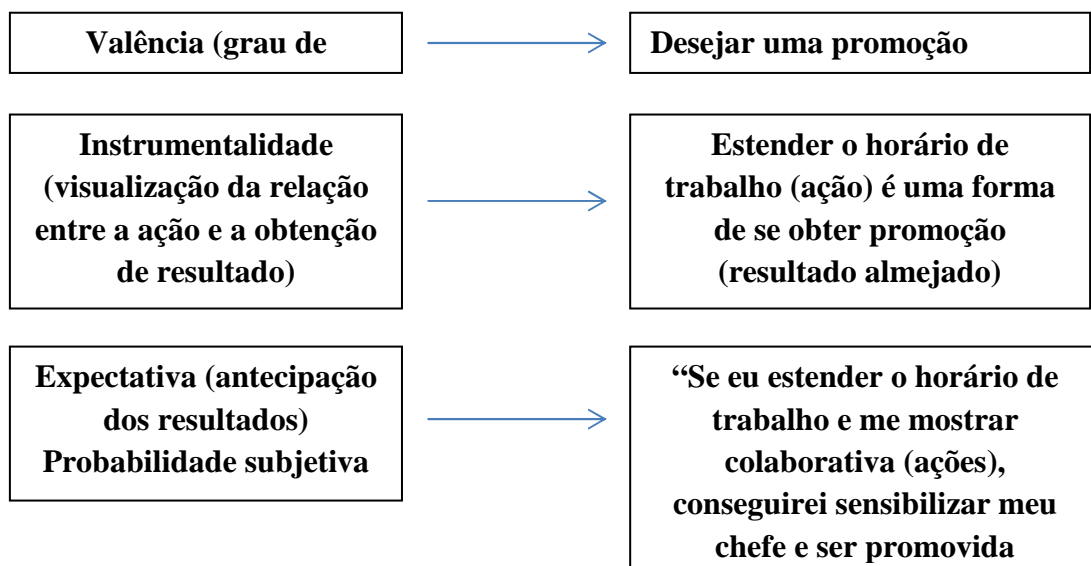 Valência (grau de
Desejar uma promoção
Instrumentalidade
(visualização da relação
entre a ação e a obtenção
de resultado)
Estender o horário de
trabalho (ação) é uma forma
de se obter promoção
(resultado almejado)
Expectativa (antecipação
dos resultados)
Probabilidade subjetiva
“Se eu estender o horário de
trabalho e me mostrar
colaborativa (ações),
conseguirei sensibilizar meu
chefe e ser promovida